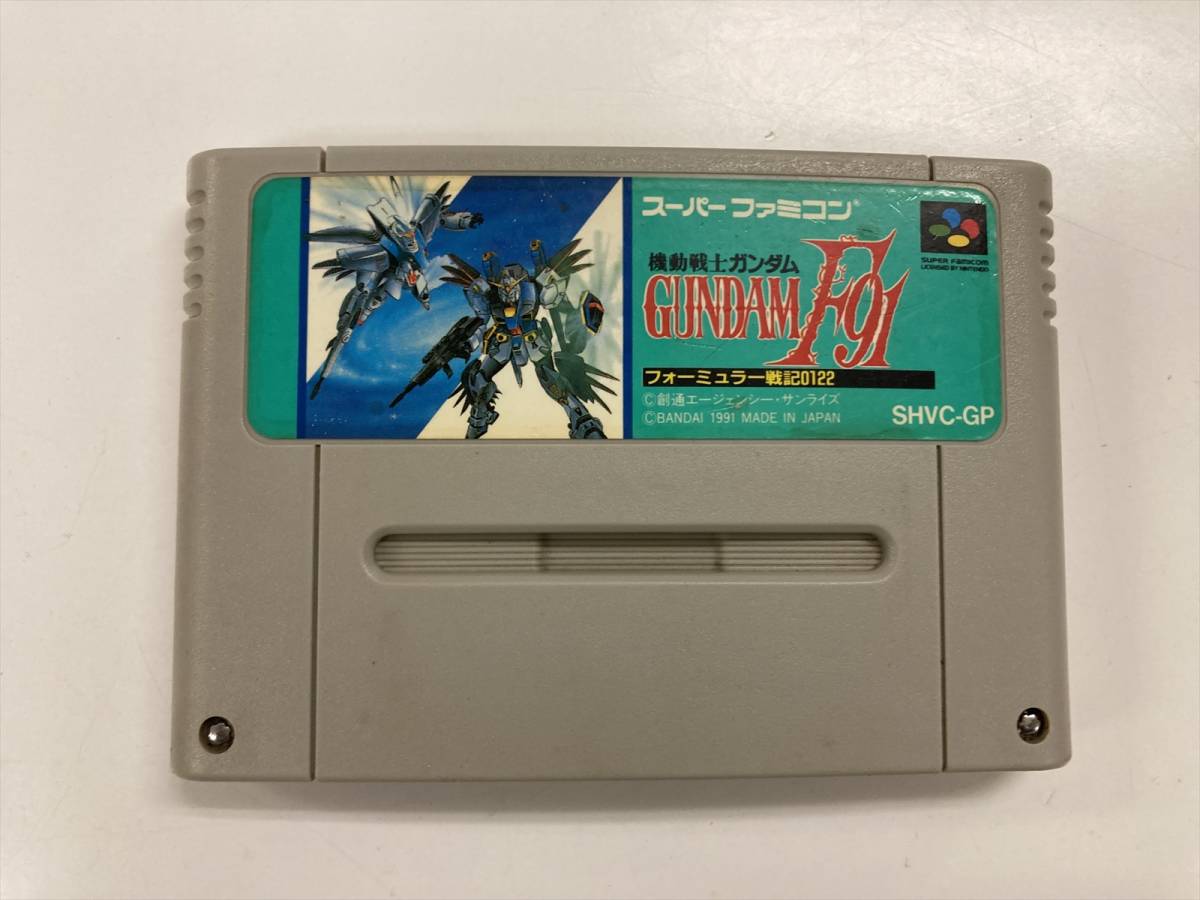 スーパーファミコン®
機動戦士ガンダム
GUNDAM F91
フォーミュラー戦記0122
©創通エージェンシー・サンライズ
©BANDAI 1991 MADE IN JAPAN
SUPER FAMICOM
LICENSED BY NINTENDO
SHVC-GP